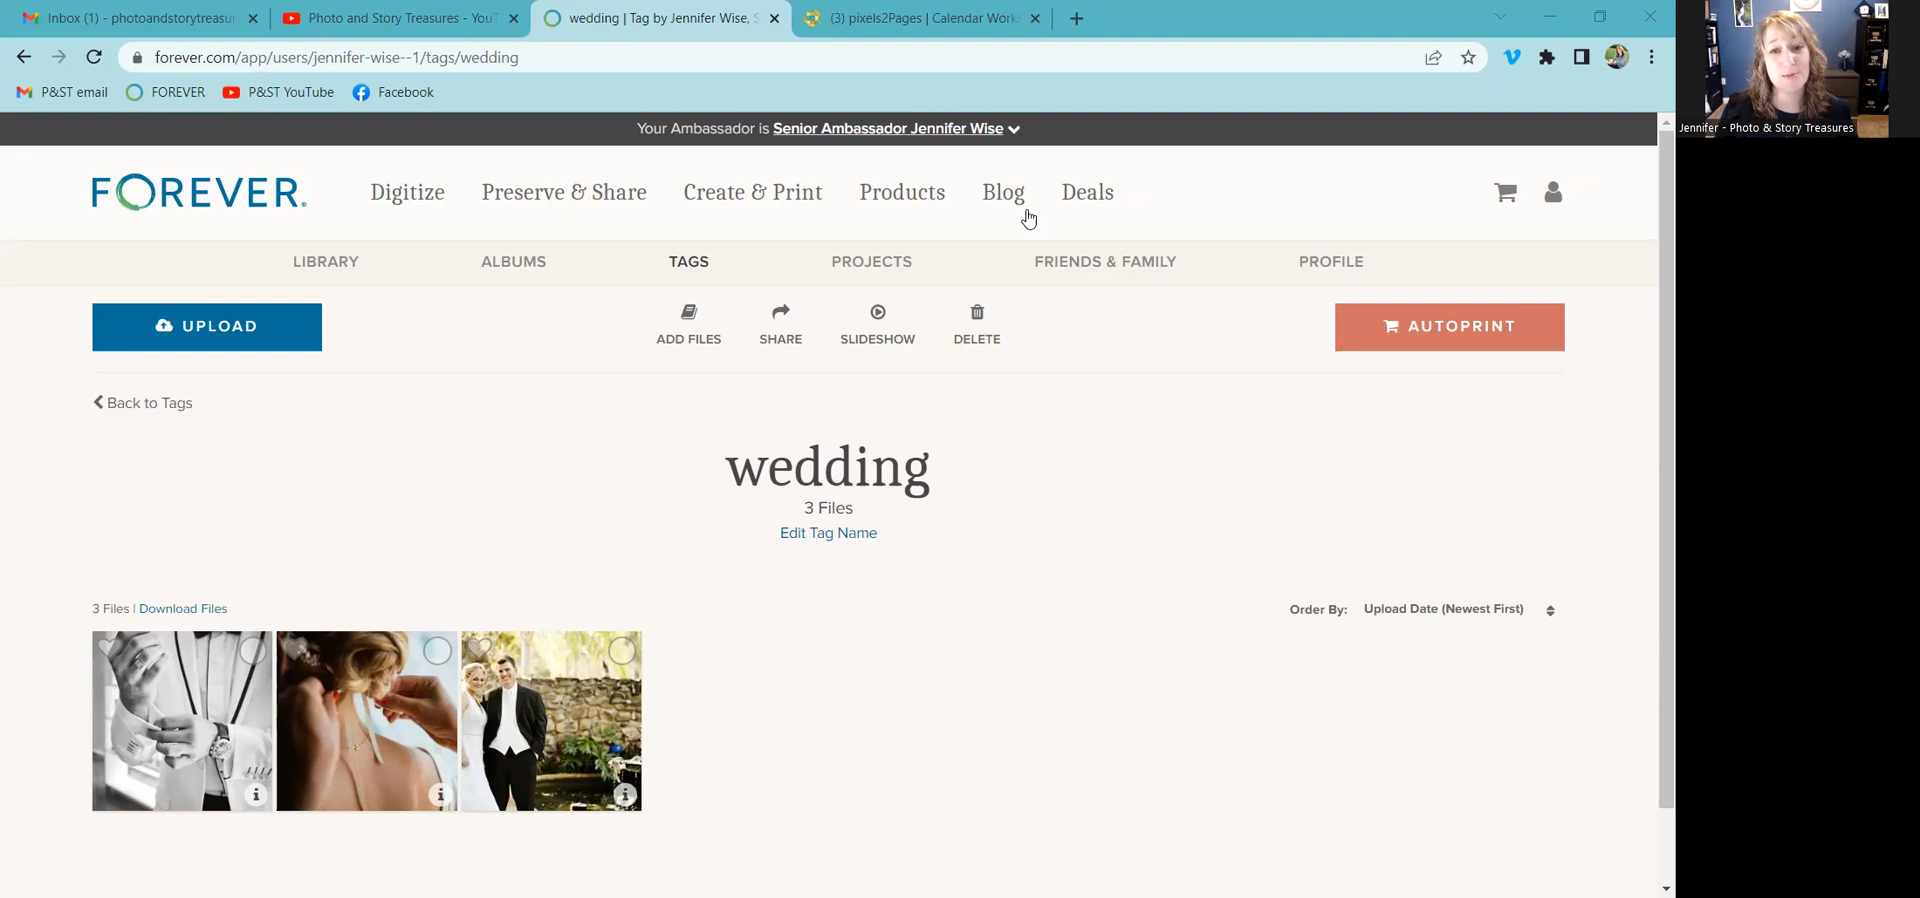 Inbox (1) - photoandstorytreasur
Photo and Story Treasures - YouT
wedding | Tag by Jennifer Wise, S
(3) pixels2Pages | Calendar Work
forever.com/app/users/jennifer-wise--1/tags/wedding
P&ST email
FOREVER
P&ST YouTube
Facebook
Jennifer - Photo & Story Treasures
Your Ambassador is Senior Ambassador Jennifer Wise
FOREVER®
Digitize
Preserve & Share
Create & Print
Products
Blog
Deals
LIBRARY
ALBUMS
TAGS
PROJECTS
FRIENDS & FAMILY
PROFILE
UPLOAD
ADD FILES
SHARE
SLIDESHOW
DELETE
AUTOPRINT
Back to Tags
wedding
3 Files
Edit Tag Name
3 Files | Download Files
Order By: Upload Date (Newest First)